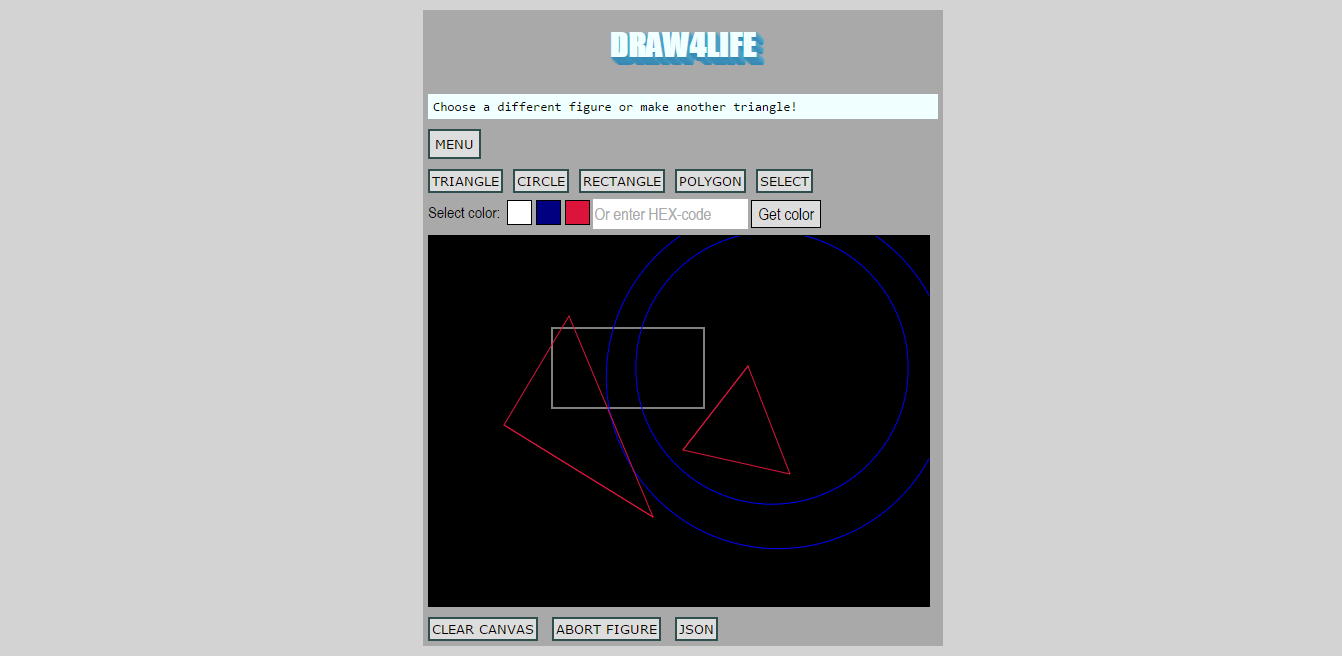 DRAW4LIFE
Choose a different figure or make another triangle!
MENU
TRIANGLE CIRCLE RECTANGLE POLYGON SELECT
Select color: Or enter HEX-code Get color
CLEAR CANVAS ABORT FIGURE JSON